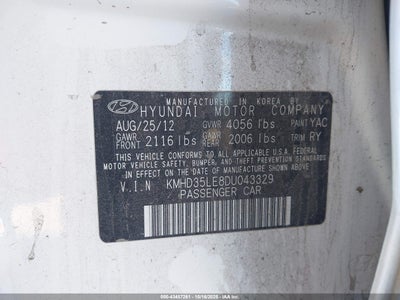 MANUFACTURED IN KOREA BY
HYUNDAI MOTOR COMPANY
AUG/25/12 GVWR 4056 lbs PAINT YAC
GAWR FRONT 2116 lbs GAWR REAR 2006 lbs TRIM RY
THIS VEHICLE CONFORMS TO ALL APPLICABLE FEDERAL
MOTOR VEHICLE SAFETY, BUMPER, AND THEFT PREVENTION
STANDARDS IN EFFECT ON THE DATE OF MANUFACTURE
SHOWN ABOVE.
V.I.N KMHD35LE8DU043329
PASSENGER CAR